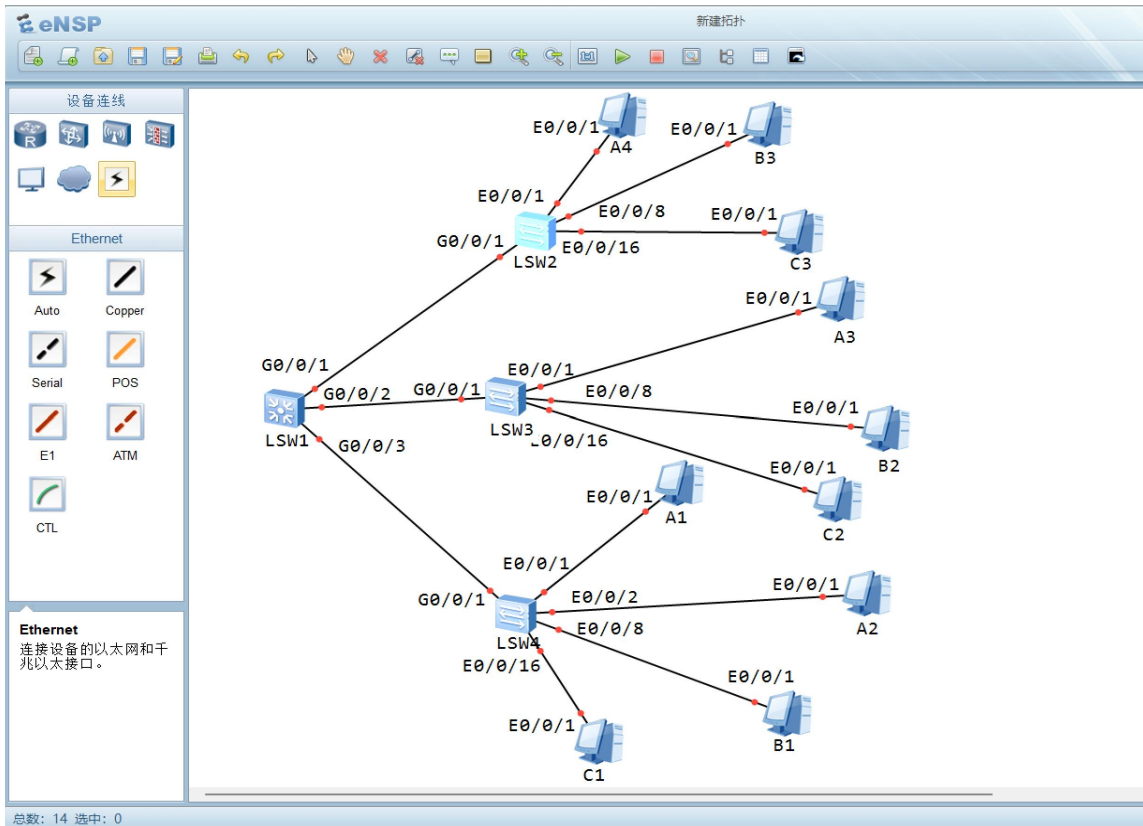 eNSP
新建拓扑
设备连线
R
Ethernet
Auto
Copper
Serial
POS
E1
ATM
CTL
Ethernet
连接设备的以太网和千
兆以太接口。
E0/0/1
A4
E0/0/1
B3
E0/0/1
E0/0/8
E0/0/1
G0/0/1
E0/0/16
LSW2
C3
E0/0/1
A3
G0/0/1
E0/0/1
G0/0/2
G0/0/1
E0/0/8
E0/0/1
LSW1
LSW3
E0/0/16
G0/0/3
B2
E0/0/1
E0/0/1
A1
C2
E0/0/1
E0/0/1
G0/0/1
E0/0/2
A2
LSW4
E0/0/8
E0/0/16
E0/0/1
E0/0/1
B1
C1
总数: 14 选中: 0